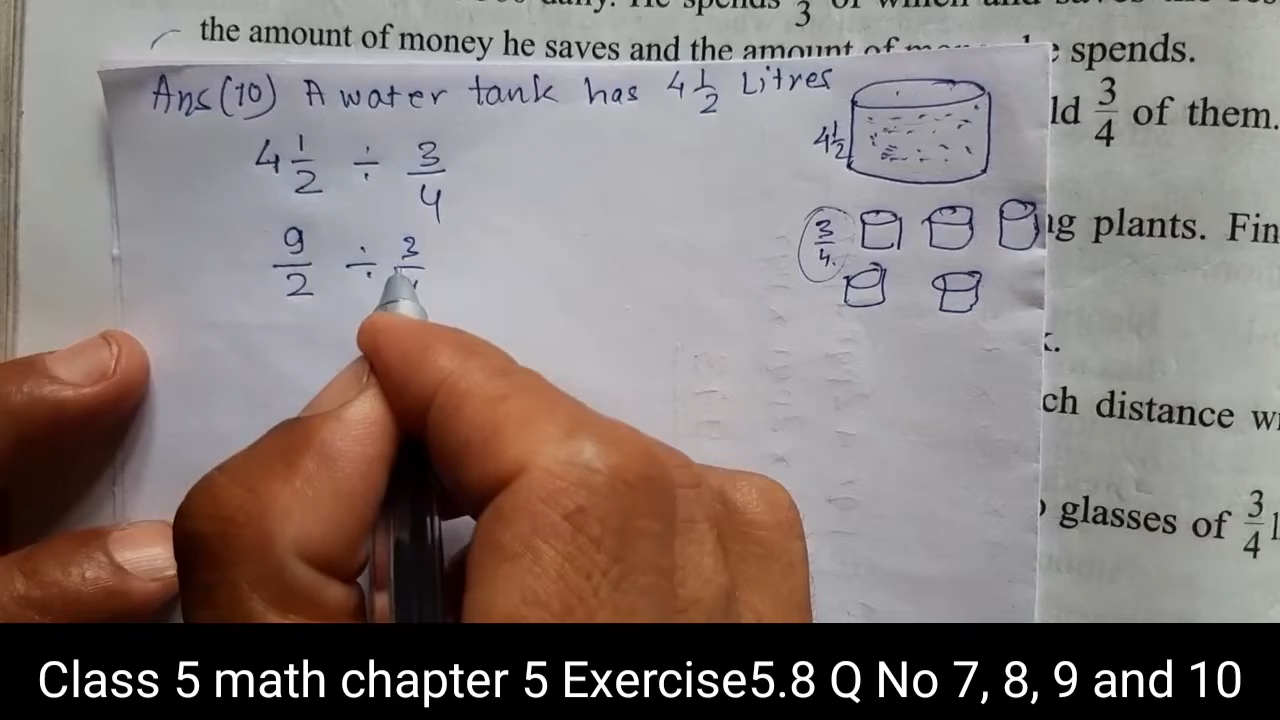 3
the amount of money he saves and the amount of spends.
Ans(10) A water tank has 4 1/2 Litres
4 1/2
ld 3/4 of them.
4 1/2 ÷ 3/4
9/2 ÷ 3/
3/4.
ng plants. Fin
ch distance w
glasses of 3/4 l
Class 5 math chapter 5 Exercise5.8 Q No 7, 8, 9 and 10